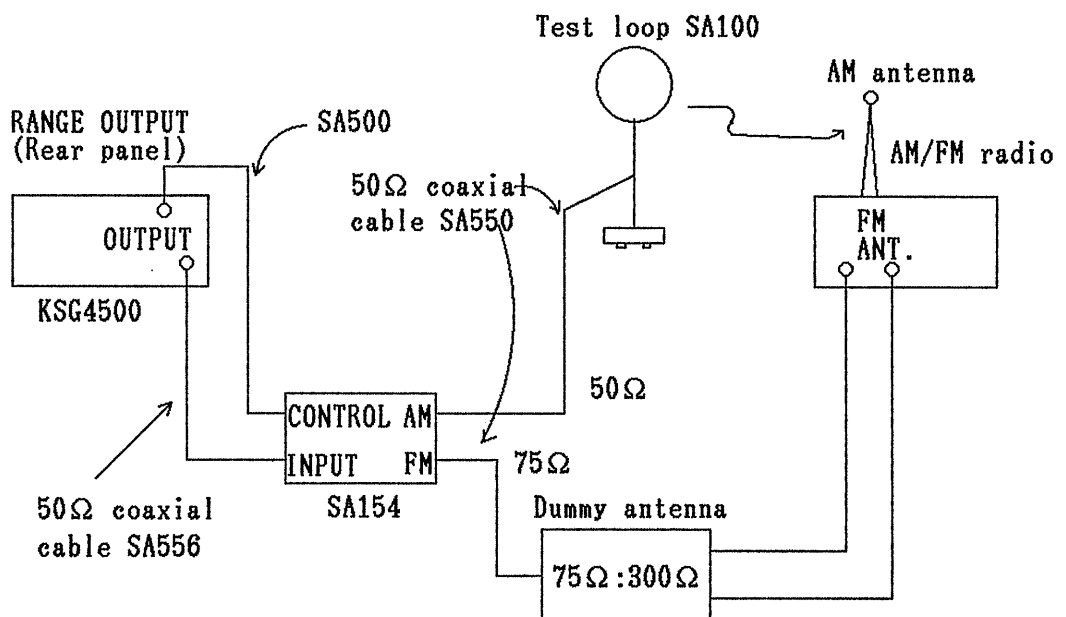 Test loop SA100
AM antenna
RANGE OUTPUT
(Rear panel)
SA500
AM/FM radio
50Ω coaxial
cable SA550
FM
ANT.
OUTPUT
KSG4500
50Ω
CONTROL AM
INPUT FM
75Ω
SA154
Dummy antenna
50Ω coaxial
cable SA556
75Ω:300Ω